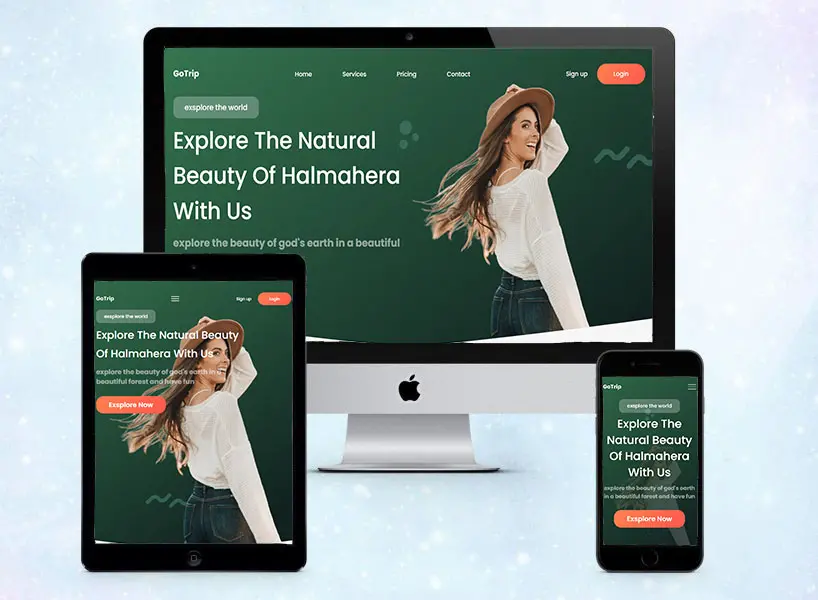 GoTrip
Home Services Pricing Contact
Sign up Login
exsplore the world
Explore The Natural
Beauty Of Halmahera
With Us
explore the beauty of god's earth in a beautiful
GoTrip
Sign up Login
exsplore the world
Explore The Natural Beauty
Of Halmahera With Us
explore the beauty of god's earth in a
beautiful forest and have fun
Exsplore Now
GoTrip
exsplore the world
Explore The
Natural Beauty
Of Halmahera
With Us
explore the beauty of god's earth
in a beautiful forest and have fun
Exsplore Now